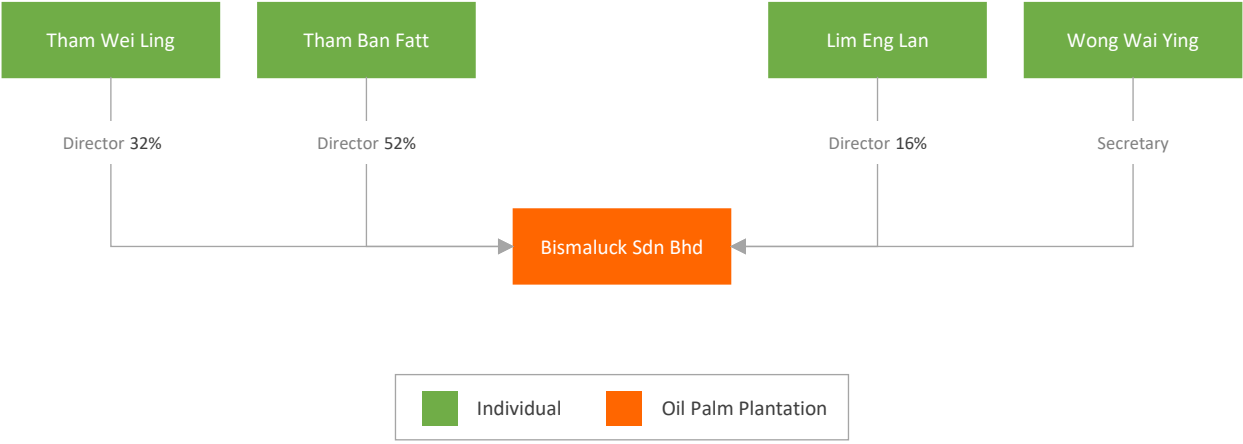 Tham Wei Ling
Tham Ban Fatt
Lim Eng Lan
Wong Wai Ying
Director 32%
Director 52%
Director 16%
Secretary
Bismaluck Sdn Bhd
Individual
Oil Palm Plantation